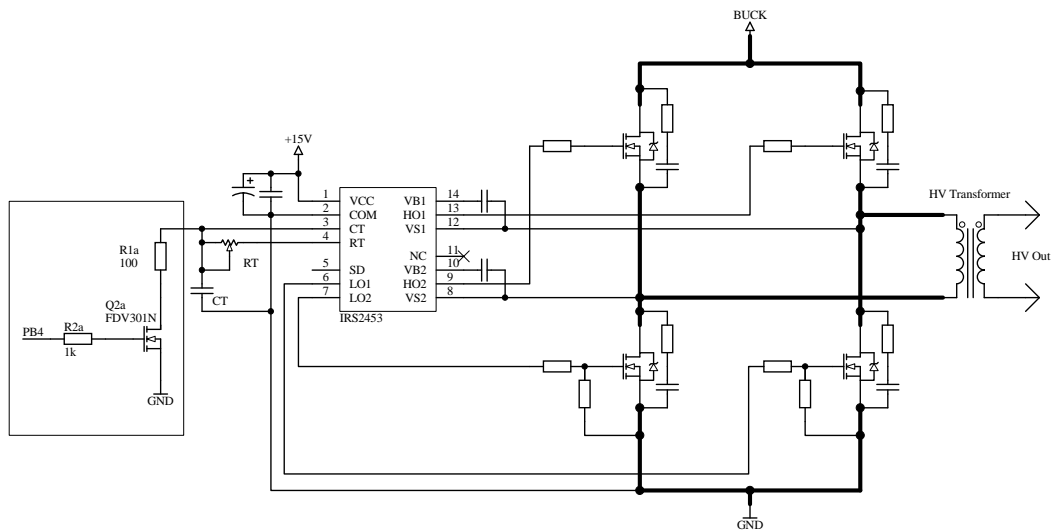 BUCK
+15V
1 VCC VB1 14
2 COM HO1 13
3 CT VS1 12
4 RT
NC 11
5 SD VB2 10
6 LO1 HO2 9
7 LO2 VS2 8
IRS2453
R1a
100
RT
CT
Q2a
FDV301N
PB4
R2a
1k
GND
HV Transformer
HV Out
GND